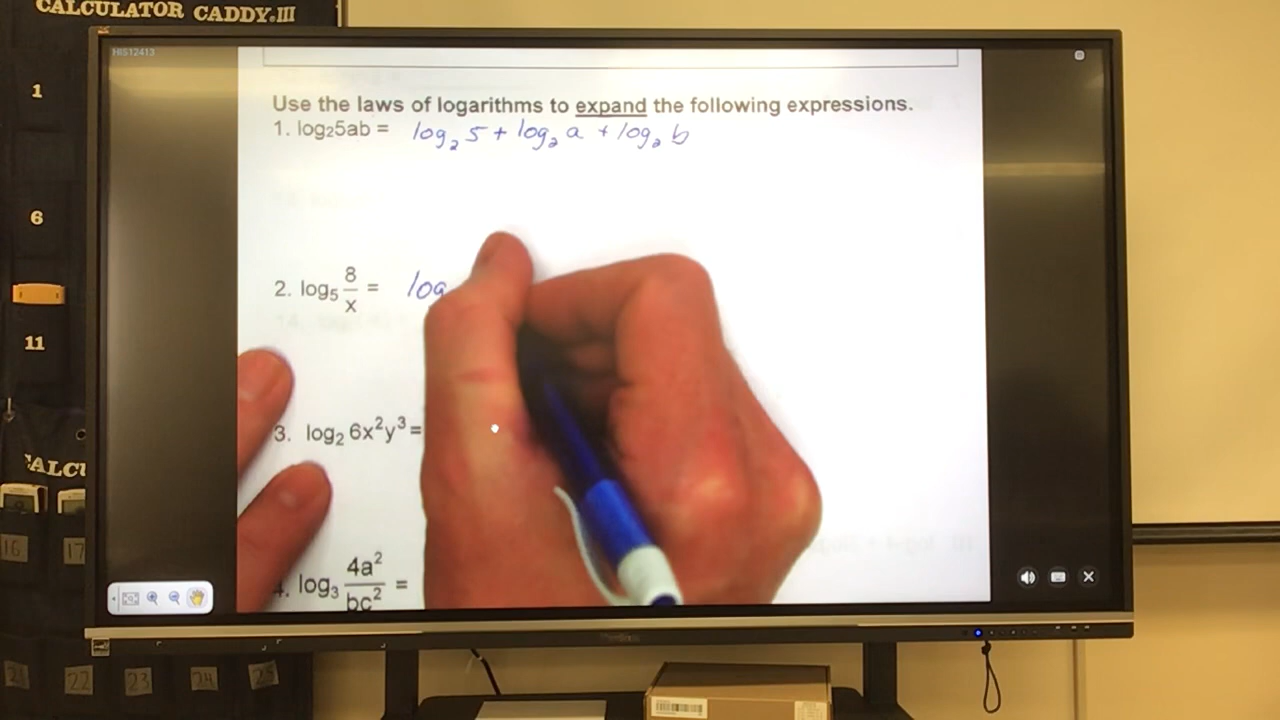 CALCULATOR CADDY III
HIS12413
1
6
11
16
17
22
23
24
25
Use the laws of logarithms to expand the following expressions.
1. log₂5ab = log₂ 5 + log₂ a + log₂ b
2. log₅ 8/x = log
3. log₂ 6x²y³ =
4. log₃ 4a²/bc² =